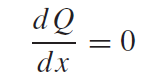 dQ/dx = 0